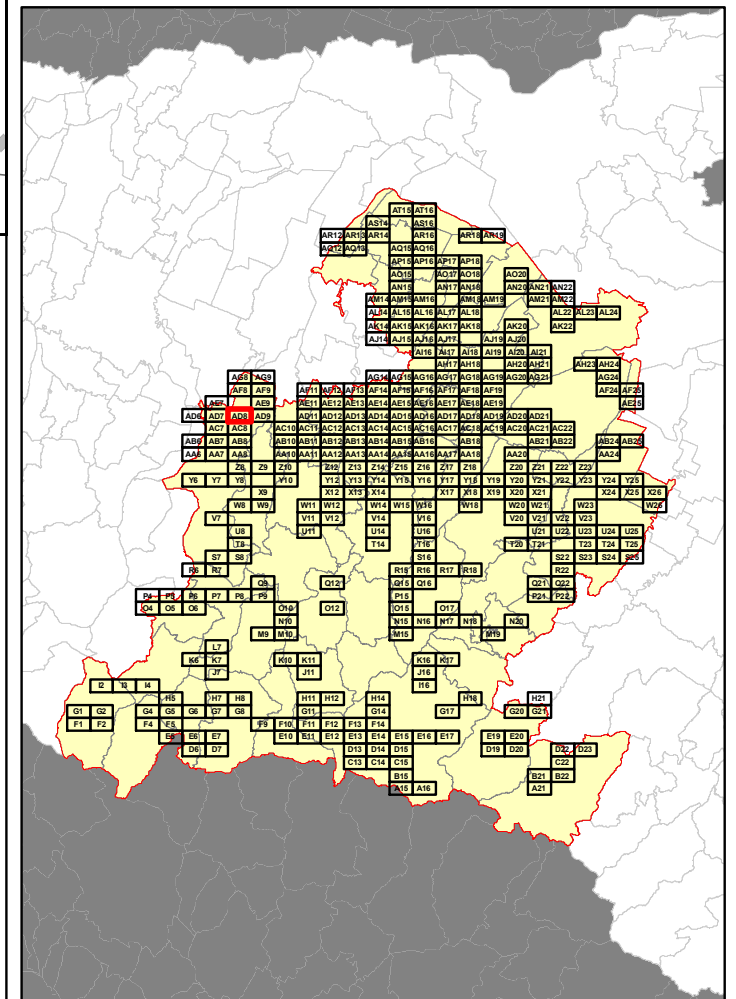 AT15 AT16
AS14 AS16
AR12 AR13 AR14 AR16 AR18 AR19
AQ12 AQ13 AQ15 AQ16
AP15 AP16 AP17 AP18
AO15 AO17 AO18 AO20
AN15 AN17 AN18 AN20 AN21 AN22
AM14 AM15 AM16 AM18 AM19 AM21 AM22
AL14 AL15 AL16 AL17 AL18 AL22 AL23 AL24
AK14 AK15 AK16 AK17 AK18 AK20 AK22
AJ14 AJ15 AJ16 AJ17 AJ19 AJ20
AI16 AI17 AI18 AI19 AI20 AI21
AH17 AH18 AH20 AH21 AH23 AH24
AG8 AG9 AG14 AG15 AG16 AG17 AG18 AG19 AG20 AG21 AG24
AF8 AF9 AF11 AF12 AF13 AF14 AF15 AF16 AF17 AF18 AF19 AF24 AF25
AE7 AE9 AE11 AE12 AE13 AE14 AE15 AE16 AE17 AE18 AE19 AE25
AD6 AD7 AD8 AD9 AD11 AD12 AD13 AD14 AD15 AD16 AD17 AD18 AD19 AD20 AD21
AC7 AC8 AC10 AC11 AC12 AC13 AC14 AC15 AC16 AC17 AC18 AC19 AC20 AC21 AC22
AB6 AB7 AB8 AB10 AB11 AB12 AB13 AB14 AB15 AB16 AB18 AB21 AB22 AB24 AB25
AA6 AA7 AA8 AA10 AA11 AA12 AA13 AA14 AA15 AA16 AA17 AA18 AA20 AA24
Z8 Z9 Z10 Z12 Z13 Z14 Z15 Z16 Z17 Z18 Z20 Z21 Z22 Z23
Y6 Y7 Y8 Y10 Y12 Y13 Y14 Y15 Y16 Y17 Y18 Y19 Y20 Y21 Y22 Y23 Y24 Y25
X9 X12 X13 X14 X17 X18 X19 X20 X21 X24 X25 X26
W8 W9 W11 W12 W14 W15 W16 W18 W20 W21 W23 W26
V7 V11 V12 V14 V16 V20 V21 V22 V23
U8 U11 U14 U16 U21 U22 U23 U24 U25
T8 T14 T16 T20 T21 T23 T24 T25
S7 S8 S16 S22 S23 S24 S25
R6 R7 R15 R16 R17 R18 R22
Q9 Q12 Q15 Q16 Q21 Q22
P4 P5 P6 P7 P8 P9 P15 P21 P22
O4 O5 O6 O10 O12 O15 O17
N10 N15 N16 N17 N18 N20
M9 M10 M15 M19
L7
K6 K7 K10 K11 K16 K17
J7 J11 J16
I2 I3 I4 I16
H5 H7 H8 H11 H12 H14 H18 H21
G1 G2 G4 G5 G6 G7 G8 G11 G14 G17 G20 G21
F1 F2 F4 F5 F9 F10 F11 F12 F13 F14
E5 E6 E7 E10 E11 E12 E13 E14 E15 E16 E17 E19 E20
D6 D7 D13 D14 D15 D19 D20 D22 D23
C13 C14 C15 C22
B15 B21 B22
A15 A16 A21